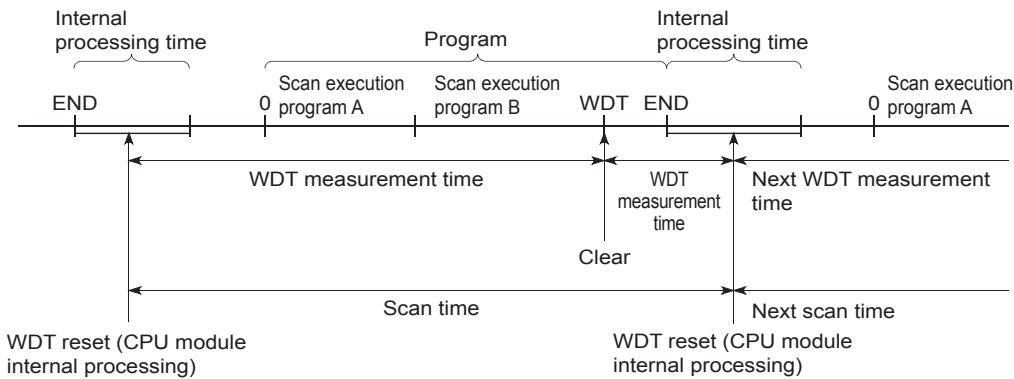 Internal
processing time
Program
Internal
processing time
END
0
Scan execution
program A
Scan execution
program B
WDT
END
0
Scan execution
program A
WDT measurement time
WDT
measurement
time
Next WDT measurement
time
Clear
Scan time
Next scan time
WDT reset (CPU module
internal processing)
WDT reset (CPU module
internal processing)